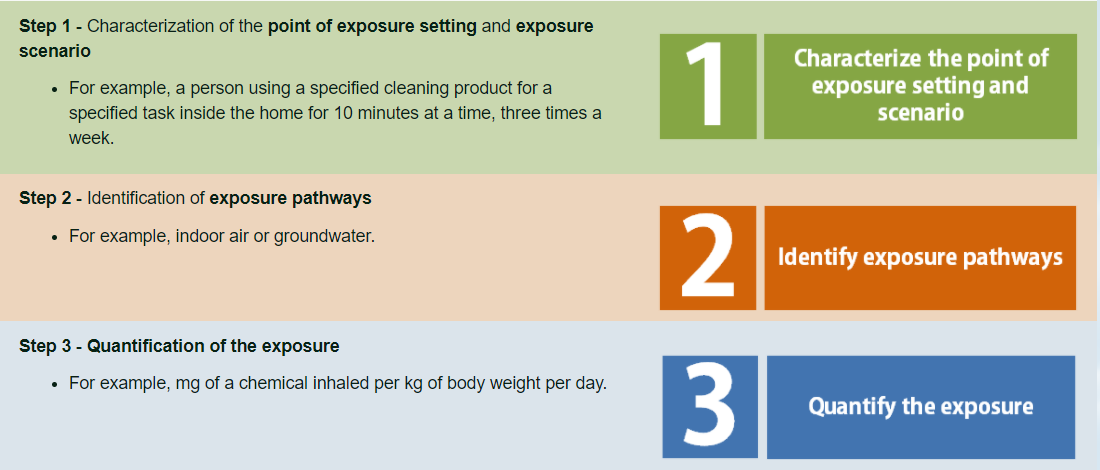 Step 1 - Characterization of the point of exposure setting and exposure
scenario
• For example, a person using a specified cleaning product for a
specified task inside the home for 10 minutes at a time, three times a
week.
1
Characterize the point of
exposure setting and
scenario
Step 2 - Identification of exposure pathways
• For example, indoor air or groundwater.
2
Identify exposure pathways
Step 3 - Quantification of the exposure
• For example, mg of a chemical inhaled per kg of body weight per day.
3
Quantify the exposure